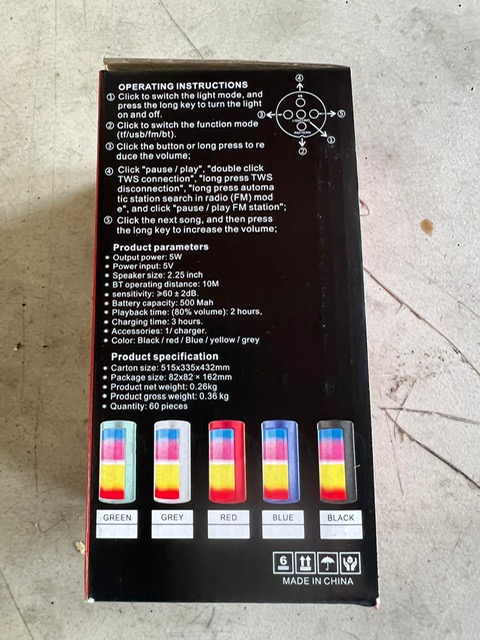 OPERATING INSTRUCTIONS
① Click to switch the light mode, and
press the long key to turn the light
on and off.
② Click to switch the function mode
(tf/usb/fm/bt).
③ Click the button or long press to re
duce the volume;
④ Click "pause / play", "double click
TWS connection", "long press TWS
disconnection", "long press automa
tic station search in radio (FM) mod
e", and click "pause / play FM station";
⑤ Click the next song, and then press
the long key to increase the volume;
④
③
⑤
①
②
Product parameters
Output power: 5W
Power input: 5V
Speaker size: 2.25 inch
BT operating distance: 10M
sensitivity: ≥60 ± 2dB.
Battery capacity: 500 Mah
Playback time: (80% volume): 2 hours,
Charging time: 3 hours.
Accessories: 1/ charger.
Color: Black / red / Blue / yellow / grey
Product specification
Carton size: 515x335x432mm
Package size: 82x82 × 162mm
Product net weight: 0.26kg
Product gross weight: 0.36 kg
Quantity: 60 pieces
GREEN GREY RED BLUE BLACK
6
MADE IN CHINA